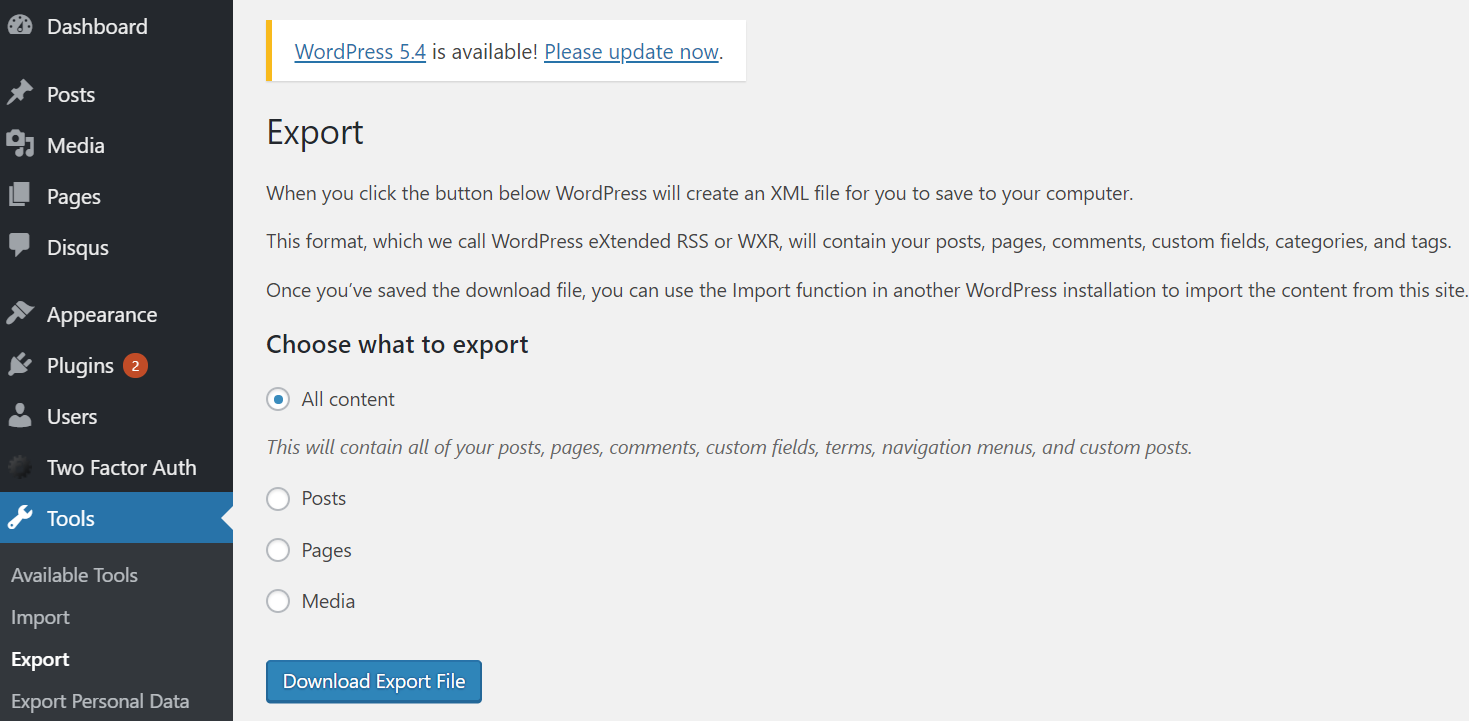 Dashboard
Posts
Media
Pages
Disqus
Appearance
Plugins 2
Users
Two Factor Auth
Tools
Available Tools
Import
Export
Export Personal Data
WordPress 5.4 is available! Please update now.
Export
When you click the button below WordPress will create an XML file for you to save to your computer.
This format, which we call WordPress eXtended RSS or WXR, will contain your posts, pages, comments, custom fields, categories, and tags.
Once you’ve saved the download file, you can use the Import function in another WordPress installation to import the content from this site.
Choose what to export
All content
This will contain all of your posts, pages, comments, custom fields, terms, navigation menus, and custom posts.
Posts
Pages
Media
Download Export File